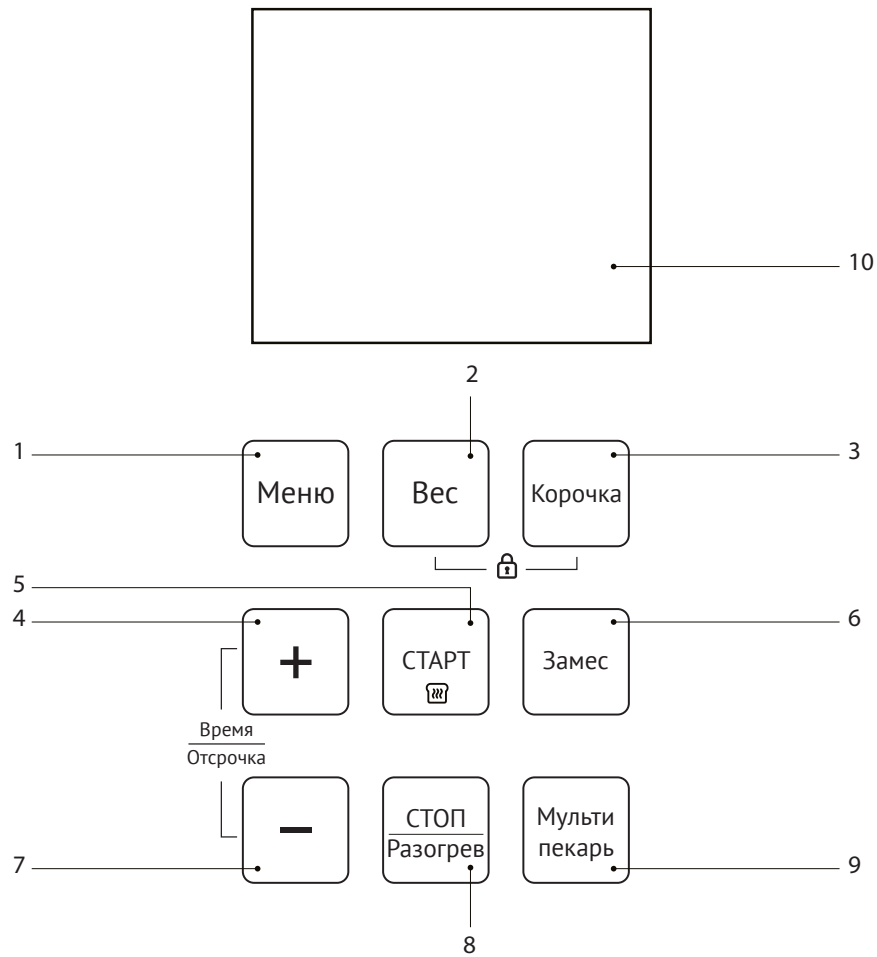 10
2
1
3
Меню
Вес
Корочка
5
4
6
+
СТАРТ
Замес
Время
Отсрочка
−
СТОП
Разогрев
Мульти
пекарь
7
9
8